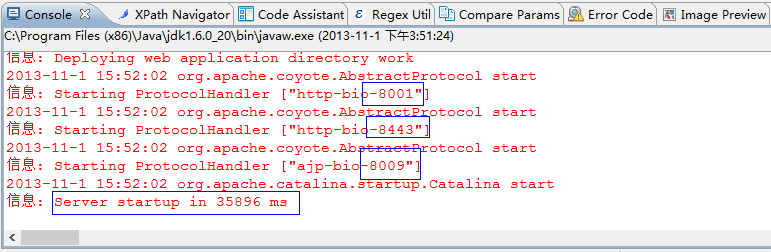 Console XPath Navigator Code Assistant Regex Util Compare Params Error Code Image Preview
C:\Program Files (x86)\Java\jdk1.6.0_20\bin\javaw.exe (2013-11-1 下午3:51:24)
信息: Deploying web application directory work
2013-11-1 15:52:02 org.apache.coyote.AbstractProtocol start
信息: Starting ProtocolHandler ["http-bio-8001"]
2013-11-1 15:52:02 org.apache.coyote.AbstractProtocol start
信息: Starting ProtocolHandler ["http-bio-8443"]
2013-11-1 15:52:02 org.apache.coyote.AbstractProtocol start
信息: Starting ProtocolHandler ["ajp-bio-8009"]
2013-11-1 15:52:02 org.apache.catalina.startup.Catalina start
信息: Server startup in 35896 ms